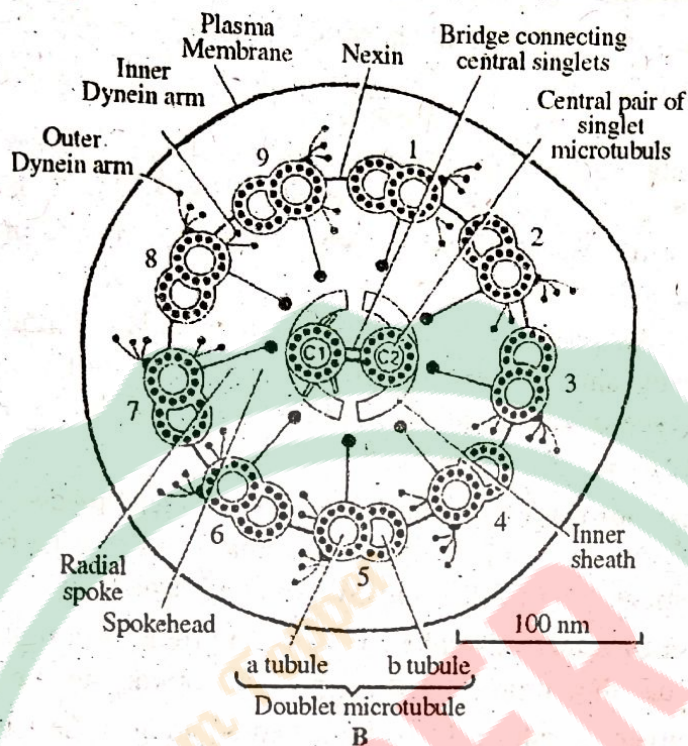 Plasma
Membrane
Inner
Dynein arm
Nexin
Bridge connecting
central singlets
Outer
Dynein arm
Central pair of
singlet
microtubuls
9
1
2
8
C1
C2
3
7
6
5
4
Radial
spoke
Spokehead
Inner
sheath
100 nm
a tubule
b tubule
Doublet microtubule
B